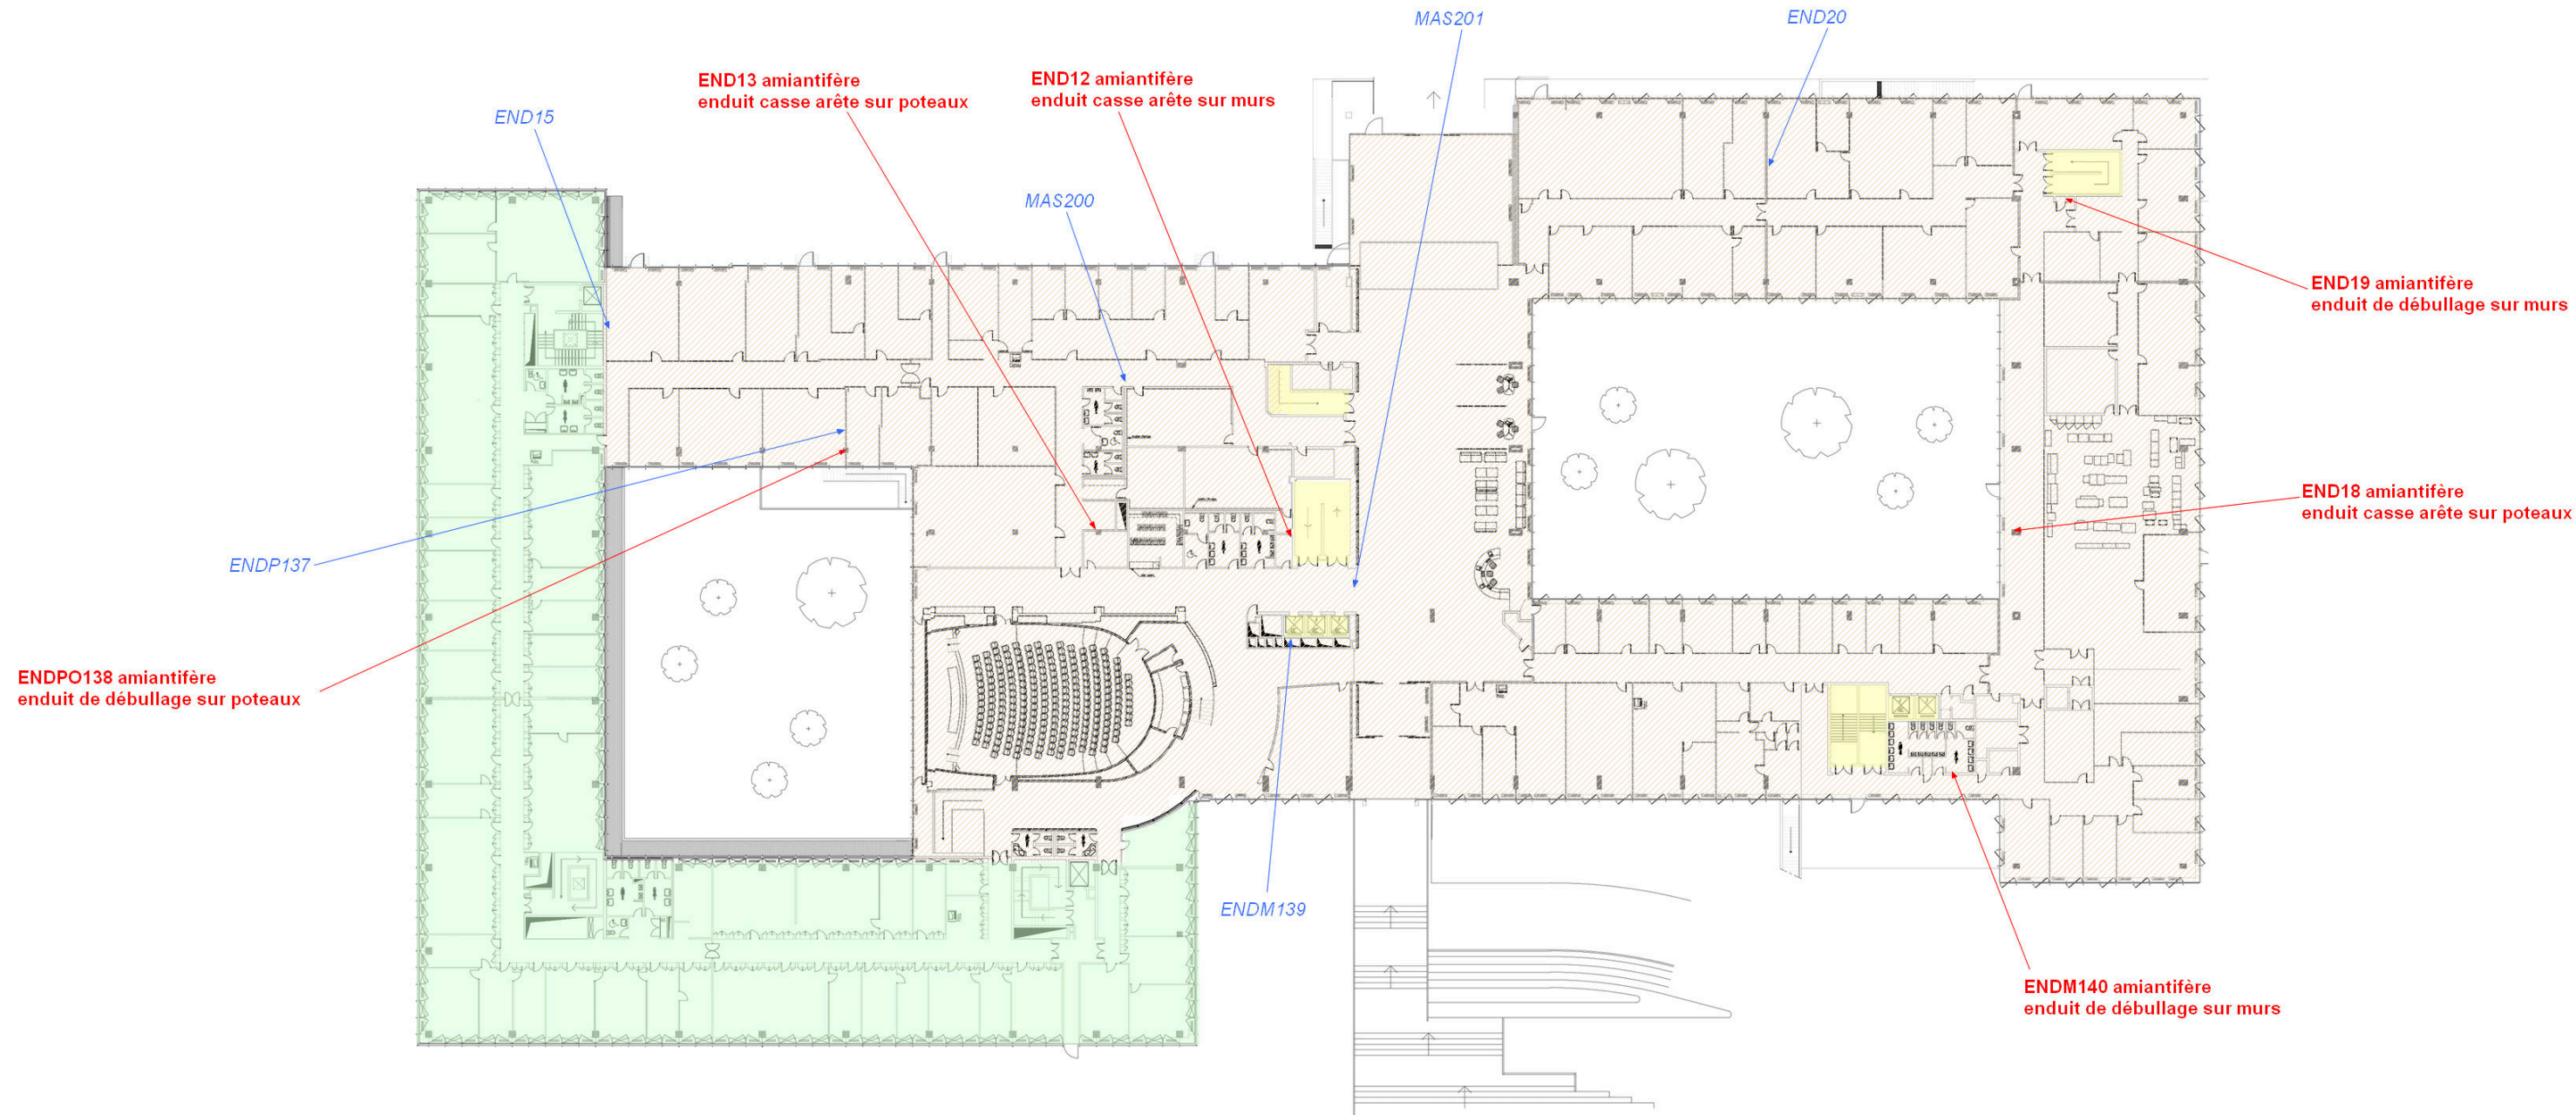 MAS201
END20
END13 amiantifère
enduit casse arête sur poteaux
END12 amiantifère
enduit casse arête sur murs
END15
MAS200
END19 amiantifère
enduit de débullage sur murs
END18 amiantifère
enduit casse arête sur poteaux
ENDP137
ENDPO138 amiantifère
enduit de débullage sur poteaux
ENDM139
ENDM140 amiantifère
enduit de débullage sur murs